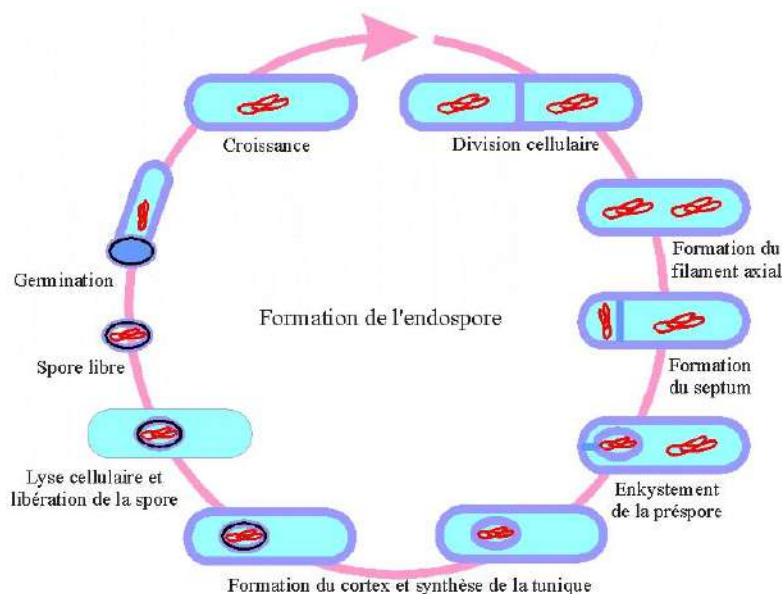 Croissance
Division cellulaire
Formation du
filament axial
Formation
du septum
Enkystement
de la préspore
Formation du cortex et synthèse de la tunique
Lyse cellulaire et
libération de la spore
Spore libre
Germination
Formation de l'endospore